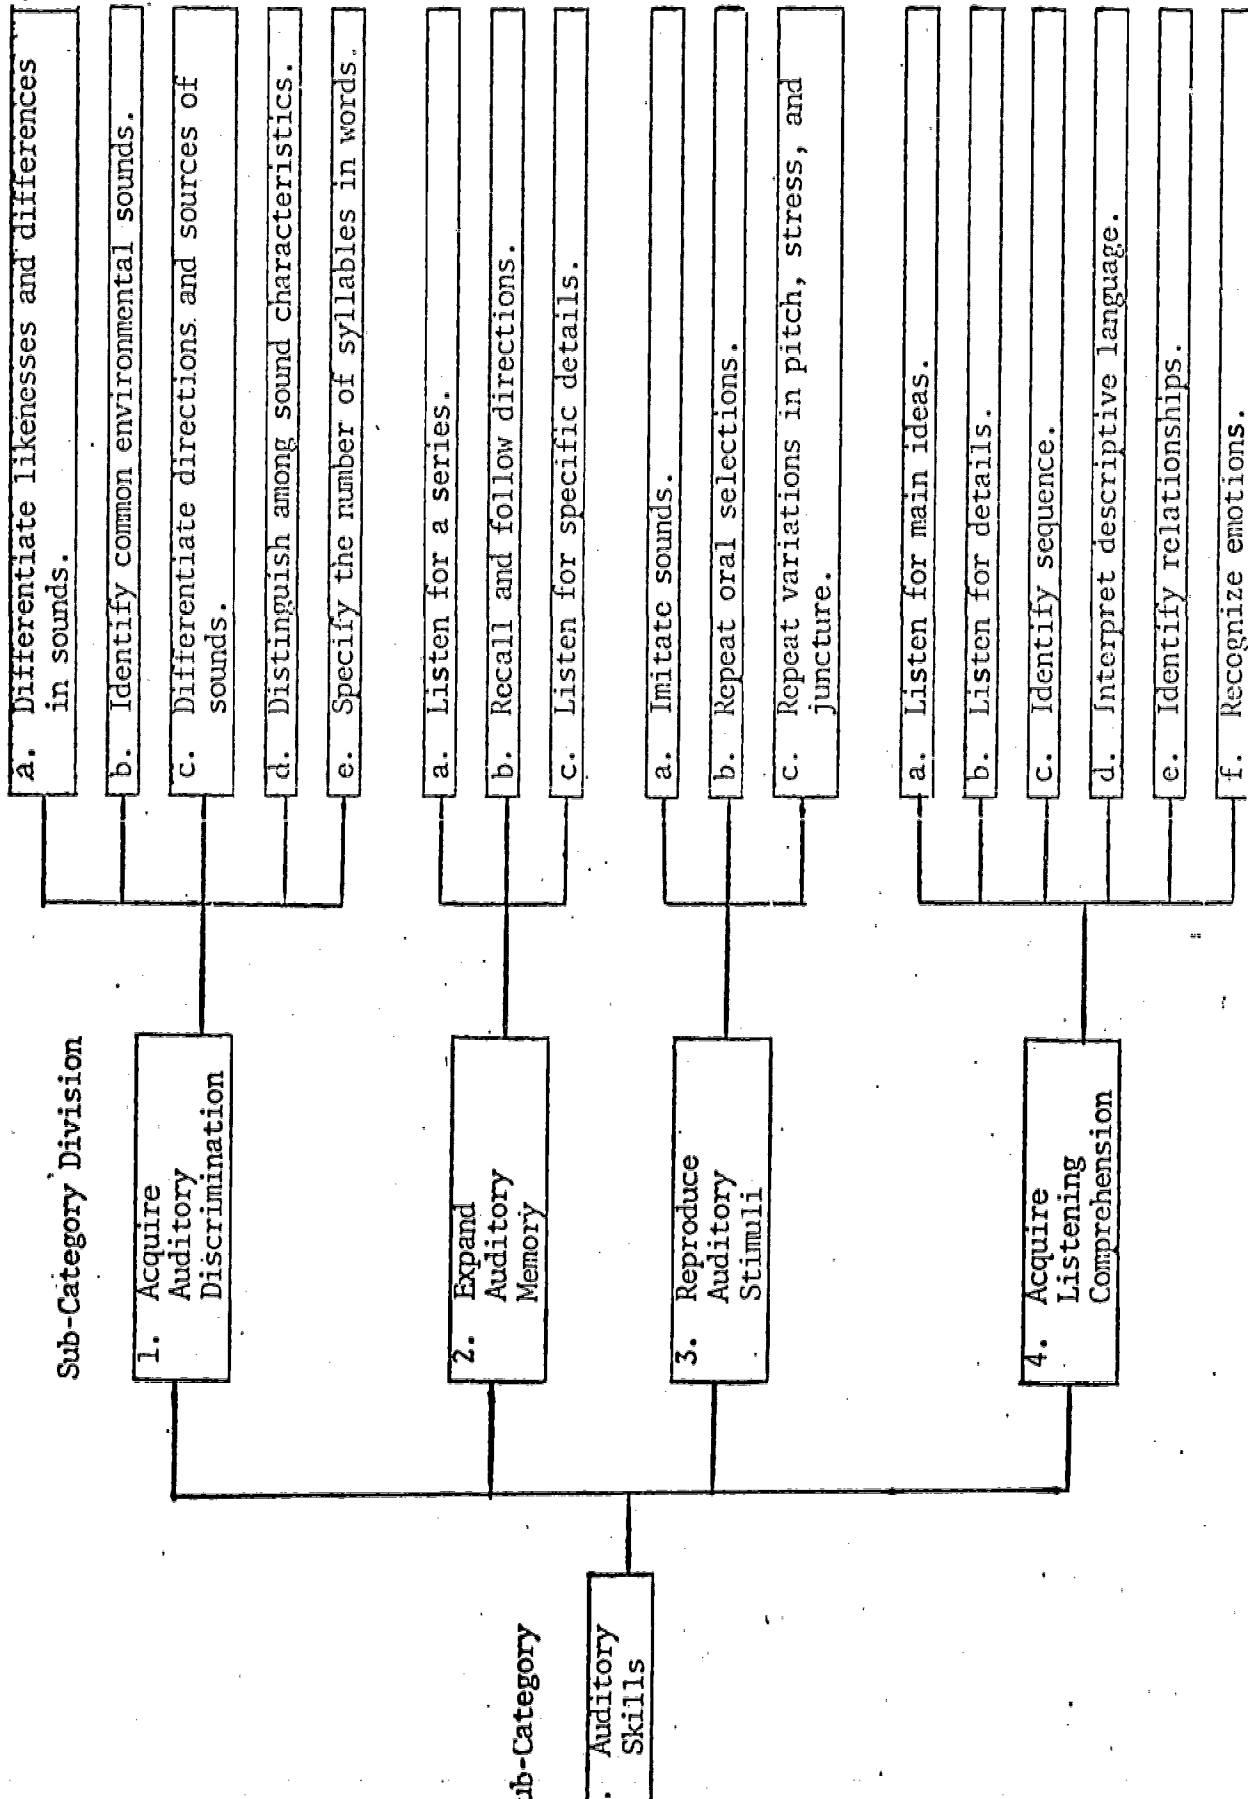 Sub-Category Division
ub-Category
. Auditory
Skills
1. Acquire
Auditory
Discrimination
a. Differentiate likenesses and differences
in sounds.
b. Identify common environmental sounds.
c. Differentiate directions and sources of
sounds.
d. Distinguish among sound characteristics.
e. Specify the number of syllables in words.
2. Expand
Auditory
Memory
a. Listen for a series.
b. Recall and follow directions.
c. Listen for specific details.
3. Reproduce
Auditory
Stimuli
a. Imitate sounds.
b. Repeat oral selections.
c. Repeat variations in pitch, stress, and
juncture.
4. Acquire
Listening
Comprehension
a. Listen for main ideas.
b. Listen for details.
c. Identify sequence.
d. Interpret descriptive language.
e. Identify relationships.
f. Recognize emotions.